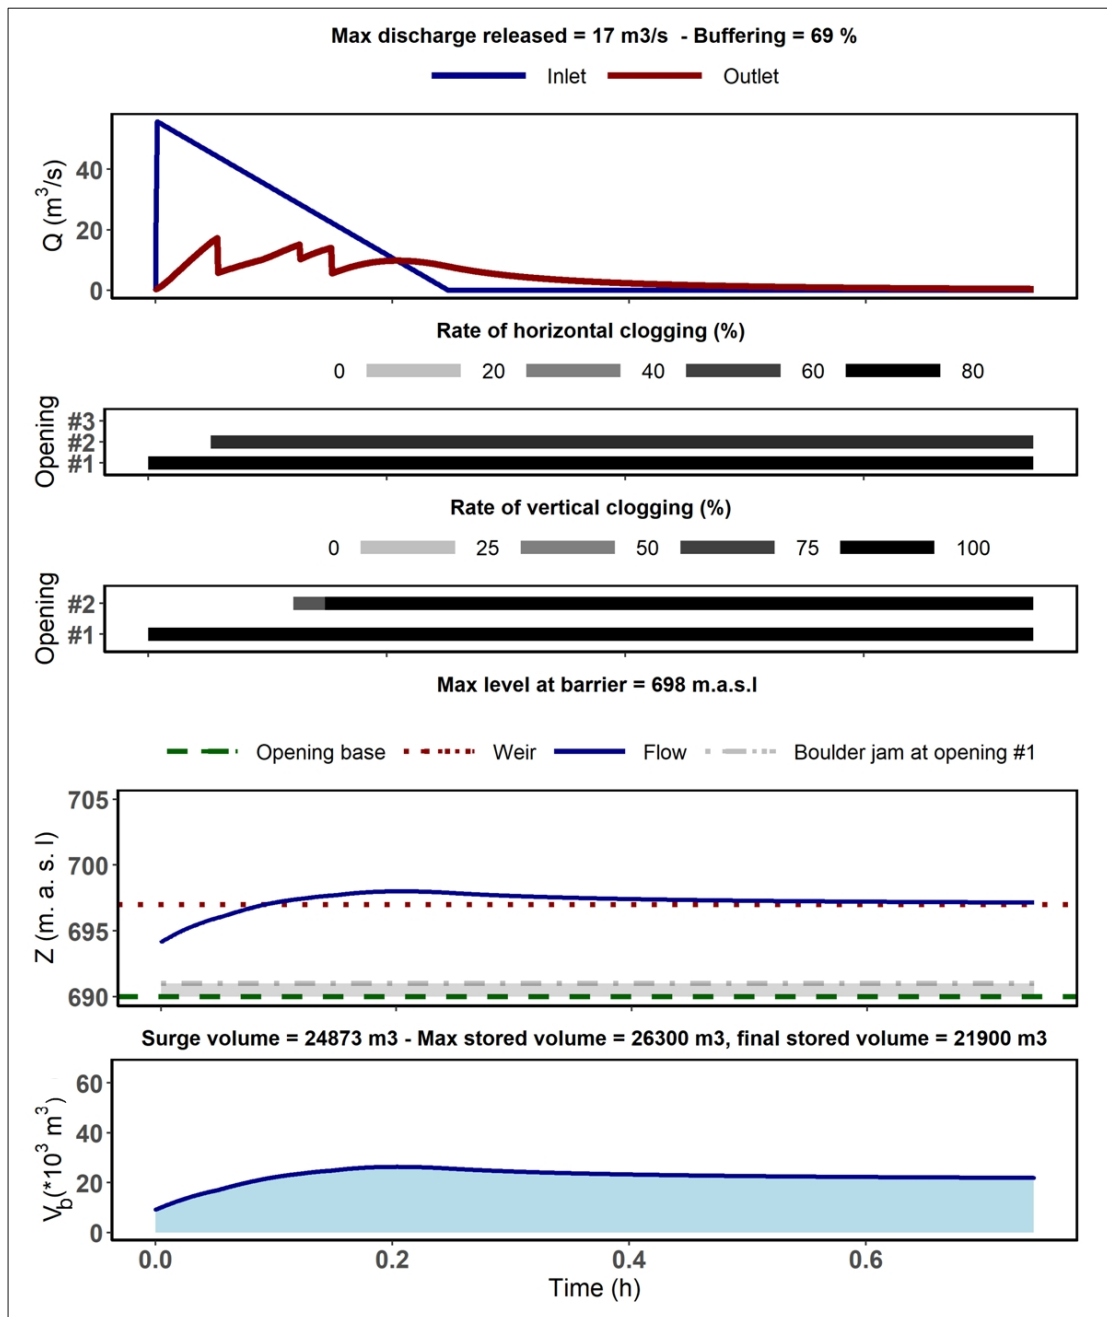 Max discharge released = 17 m3/s - Buffering = 69 %
Inlet Outlet
Q (m³/s)
40
20
0
Rate of horizontal clogging (%)
0 20 40 60 80
Opening
#3
#2
#1
Rate of vertical clogging (%)
0 25 50 75 100
Opening
#2
#1
Max level at barrier = 698 m.a.s.l
Opening base Weir Flow Boulder jam at opening #1
Z (m. a. s. l)
705
700
695
690
Surge volume = 24873 m3 - Max stored volume = 26300 m3, final stored volume = 21900 m3
V_b(*10³ m³)
60
40
20
0
0.0 0.2 0.4 0.6
Time (h)